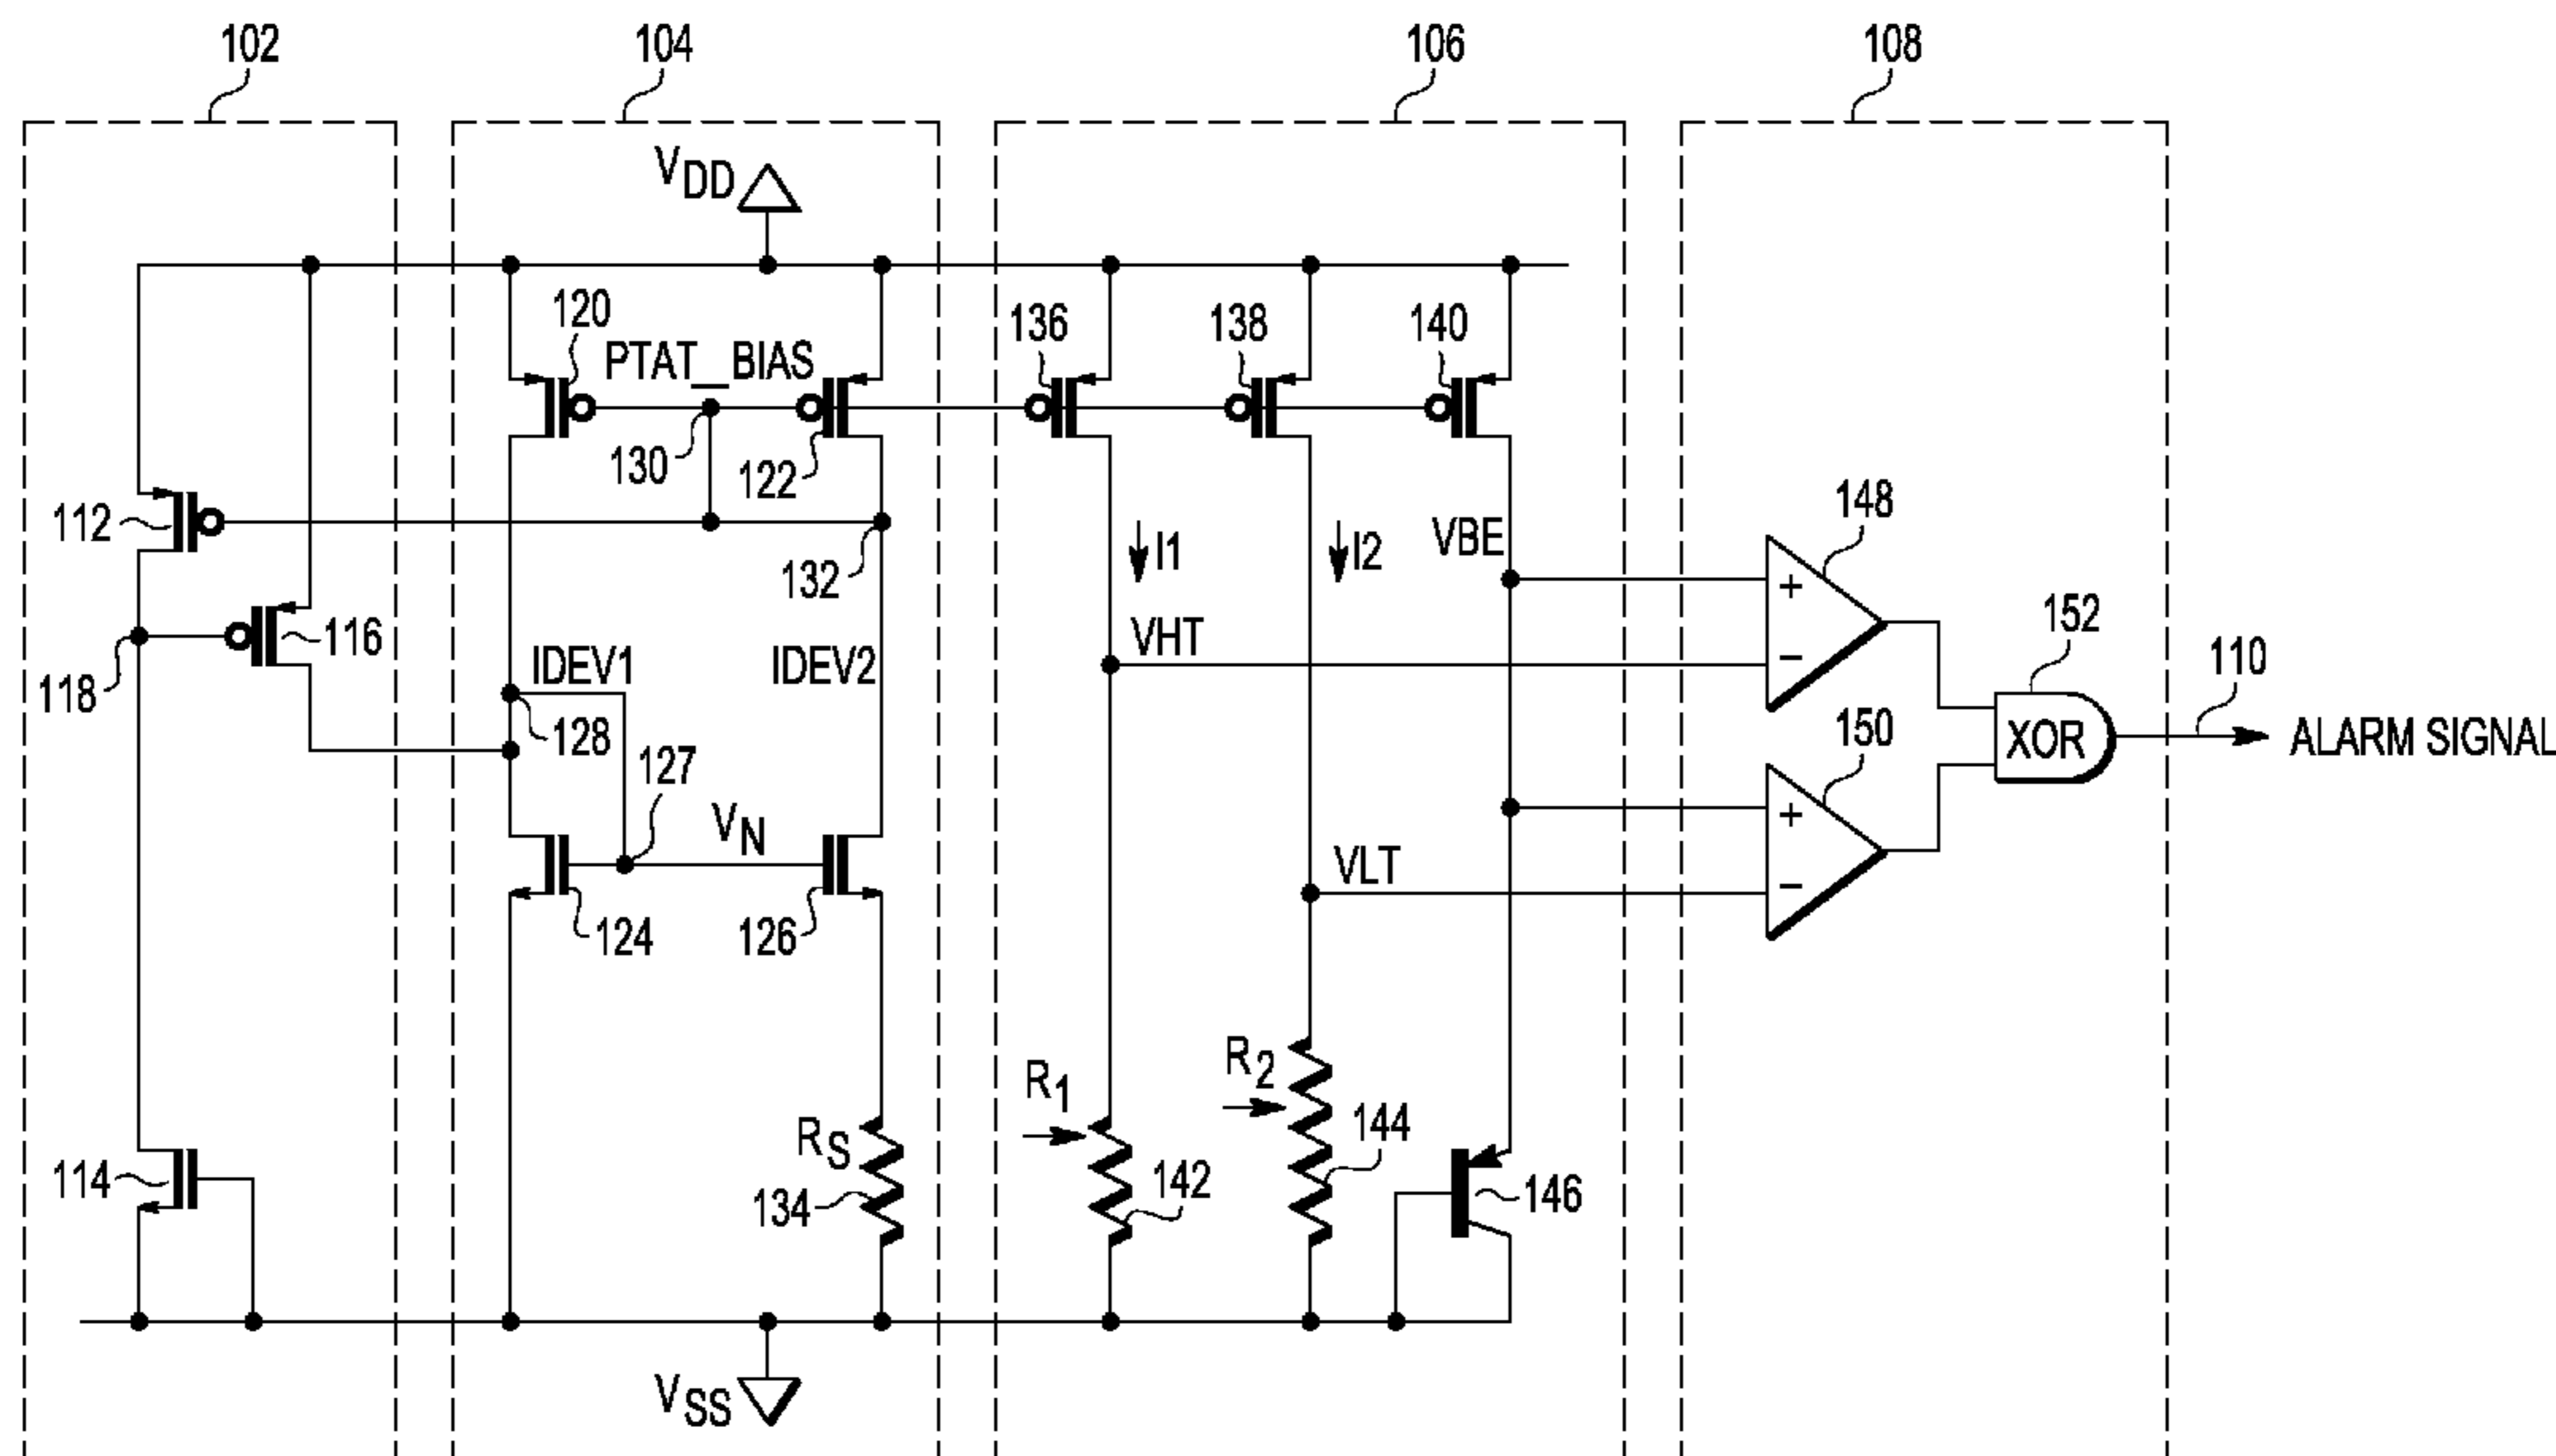 102
104
106
108
VDD
120
PTAT_BIAS
136
138
140
130
122
112
132
I1
I2
VBE
148
116
118
IDEV1
IDEV2
VHT
152
110
128
127
VN
150
XOR
ALARM SIGNAL
+
−
+
−
VLT
124
126
R1
R2
RS
144
114
134
142
146
VSS